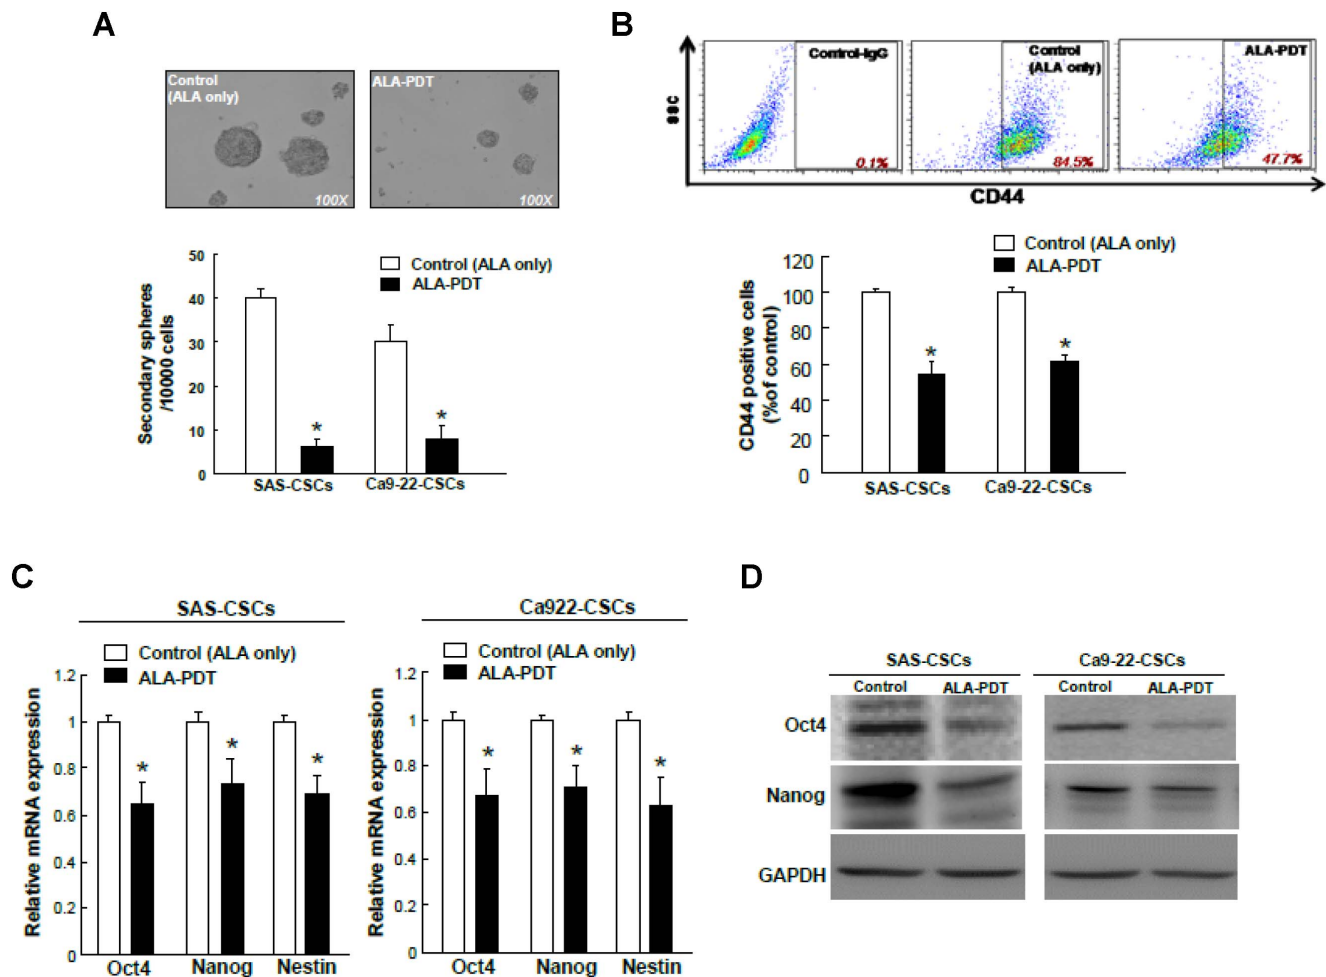 A
Control
(ALA only)
100X
ALA-PDT
100X
50
40
30
20
10
0
Secondary spheres
/10000 cells
Control (ALA only)
ALA-PDT
*
*
SAS-CSCs
Ca9-22-CSCs
B
SSC
Control-IgG
0.1%
Control
(ALA only)
84.5%
ALA-PDT
47.7%
CD44
Control (ALA only)
ALA-PDT
120
100
80
60
40
20
0
CD44 positive cells
(%of control)
*
*
SAS-CSCs
Ca9-22-CSCs
C
SAS-CSCs
Control (ALA only)
ALA-PDT
1.2
1
0.8
0.6
0.4
0.2
0
Relative mRNA expression
*
*
*
Oct4
Nanog
Nestin
Ca922-CSCs
Control (ALA only)
ALA-PDT
1.2
1
0.8
0.6
0.4
0.2
0
Relative mRNA expression
*
*
*
Oct4
Nanog
Nestin
D
SAS-CSCs
Ca9-22-CSCs
Control
ALA-PDT
Control
ALA-PDT
Oct4
Nanog
GAPDH